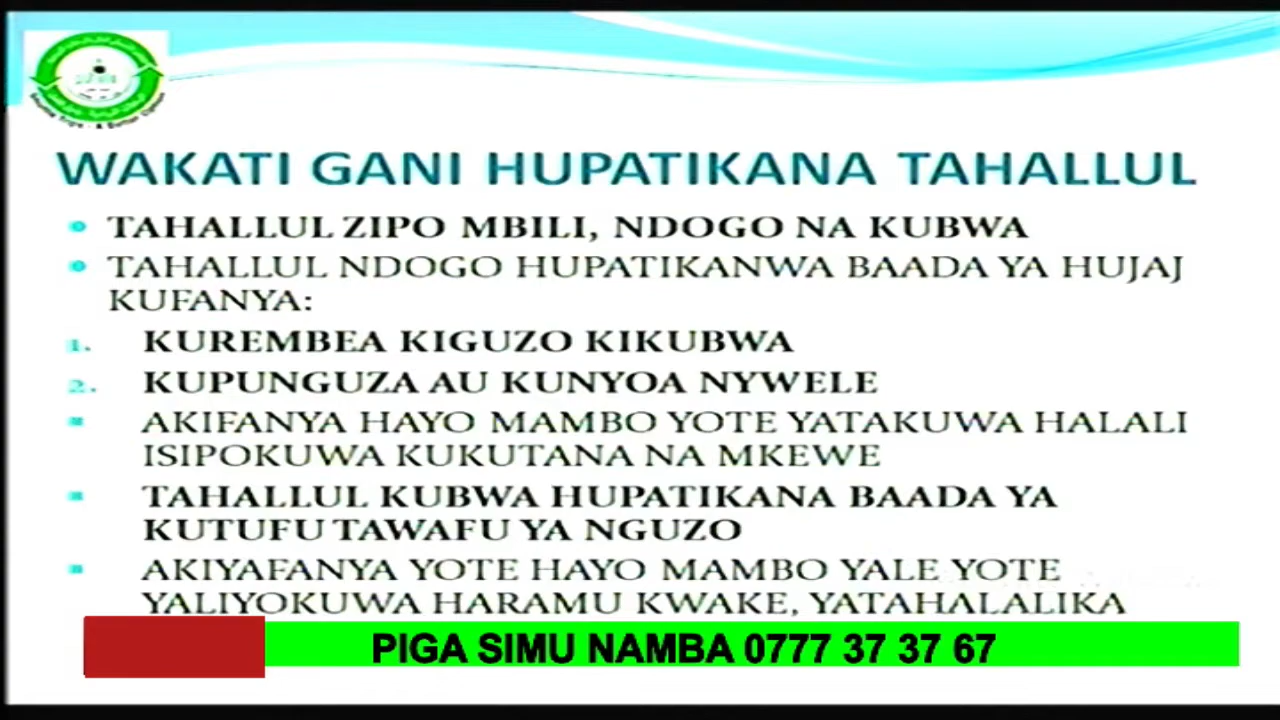 WAKATI GANI HUPATIKANA TAHALLUL
TAHALLUL ZIPO MBILI, NDOGO NA KUBWA
TAHALLUL NDOGO HUPATIKANWA BAADA YA HUJAJ
KUFANYA:
1. KUREMBEA KIGUZO KIKUBWA
2. KUPUNGUZA AU KUNYOA NYWELE
AKIFANYA HAYO MAMBO YOTE YATAKUWA HALALI
ISIPOKUWA KUKUTANA NA MKEWE
TAHALLUL KUBWA HUPATIKANA BAADA YA
KUTUFU TAWAFU YA NGUZO
AKIYAFANYA YOTE HAYO MAMBO YALE YOTE
YALIYOKUWA HARAMU KWAKE, YATAHALALIKA
PIGA SIMU NAMBA 0777 37 37 67